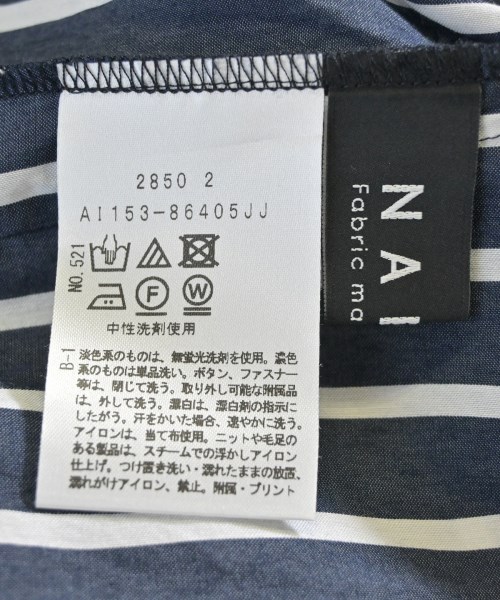 2850 2
AI153-86405JJ
NO.521
F
W
中性洗剤使用
B-1
淡色系のものは、無蛍光洗剤を使用。濃色
系のものは単品洗い。ボタン、ファスナー
等は、閉じて洗う。取り外し可能な附属品
は、外して洗う。漂白は、漂白剤の指示に
したがう。汗をかいた場合、速やかに洗う。
アイロンは、当て布使用。ニットや毛足の
ある製品は、スチームでの浮かしアイロン
仕上げ。つけ置き洗い・濡れたままの放置、
濡れがけアイロン、禁止。附属・プリント
NA
Fabric ma